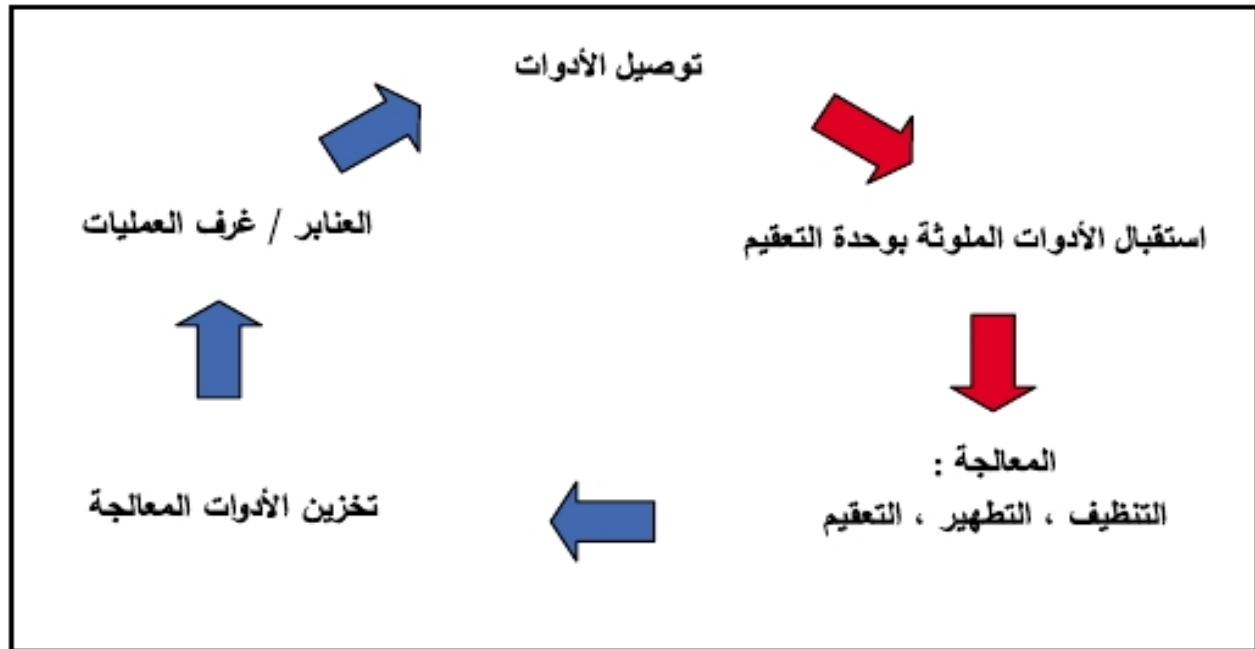 توصيل الأدوات
استقبال الأدوات الملوثة بوحدة التعقيم
المعالجة :
التنظيف ، التطهير ، التعقيم
تخزين الأدوات المعالجة
العنابر / غرف العمليات